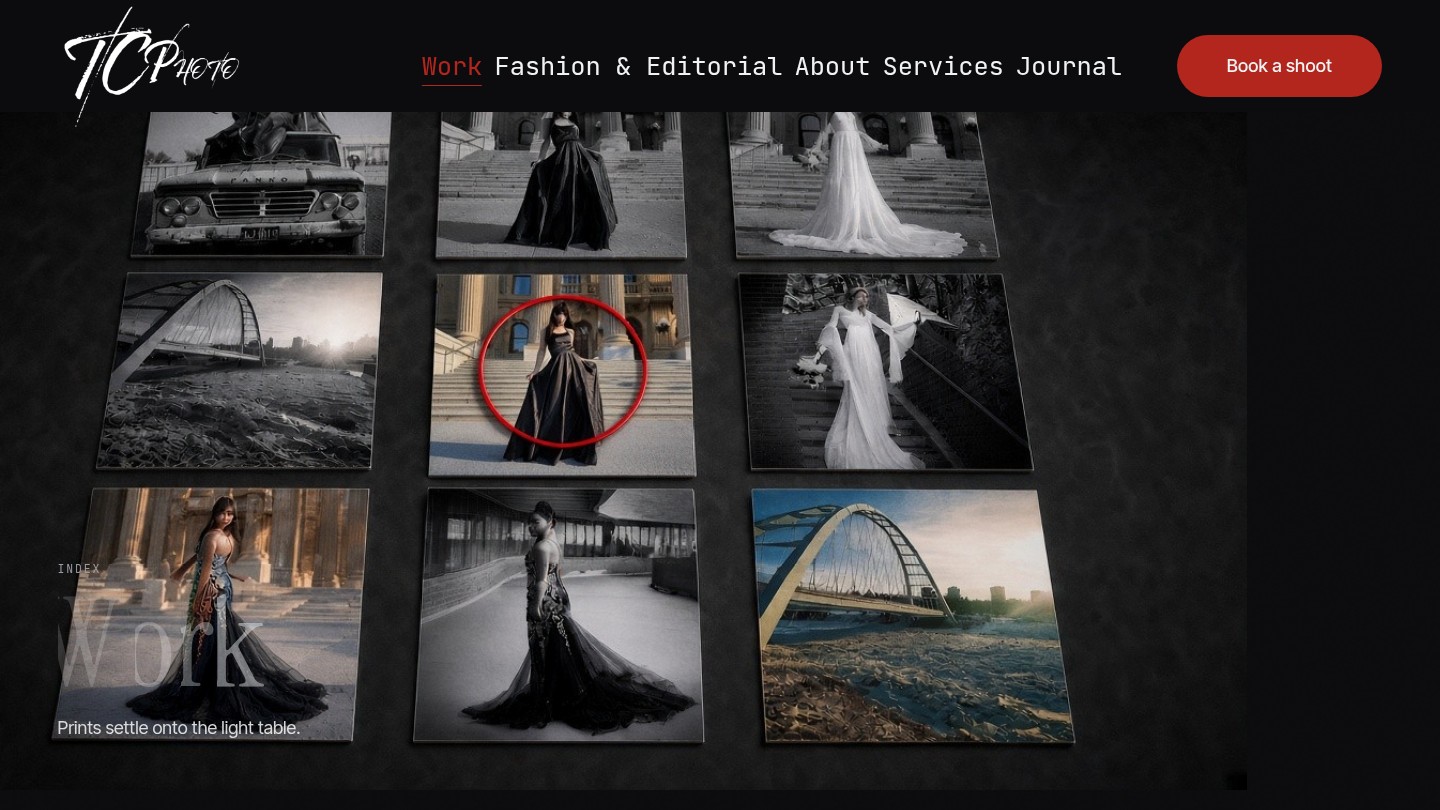 TCPHOTO
Work Fashion & Editorial About Services Journal
Book a shoot
INDEX
Work
Prints settle onto the light table.